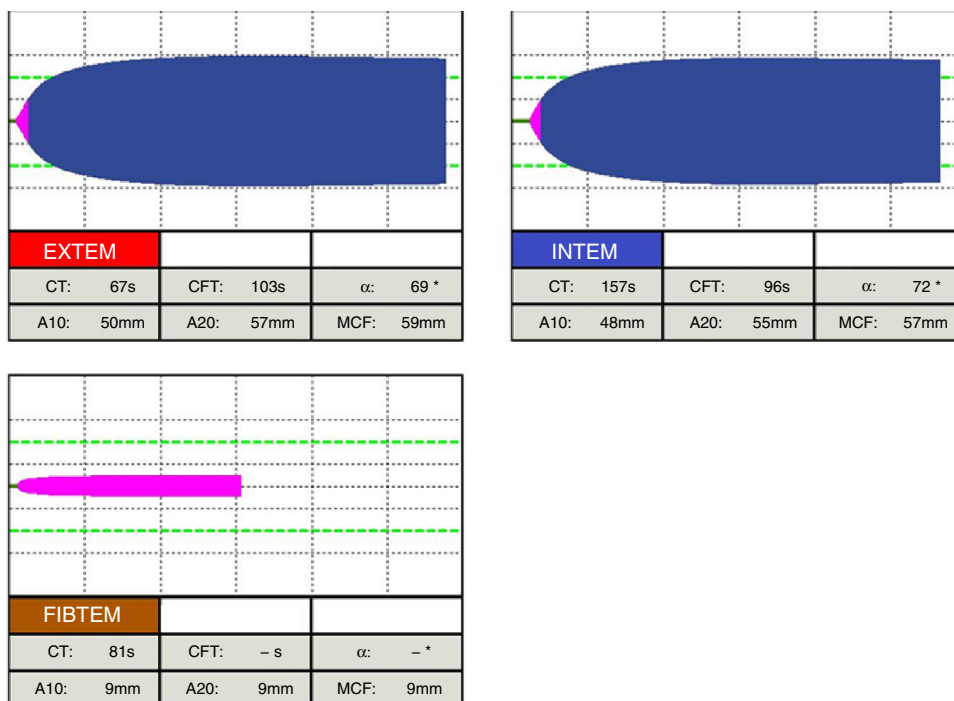 EXTEM
CT: 67s CFT: 103s α: 69 *
A10: 50mm A20: 57mm MCF: 59mm
INTEM
CT: 157s CFT: 96s α: 72 *
A10: 48mm A20: 55mm MCF: 57mm
FIBTEM
CT: 81s CFT: – s α: – *
A10: 9mm A20: 9mm MCF: 9mm